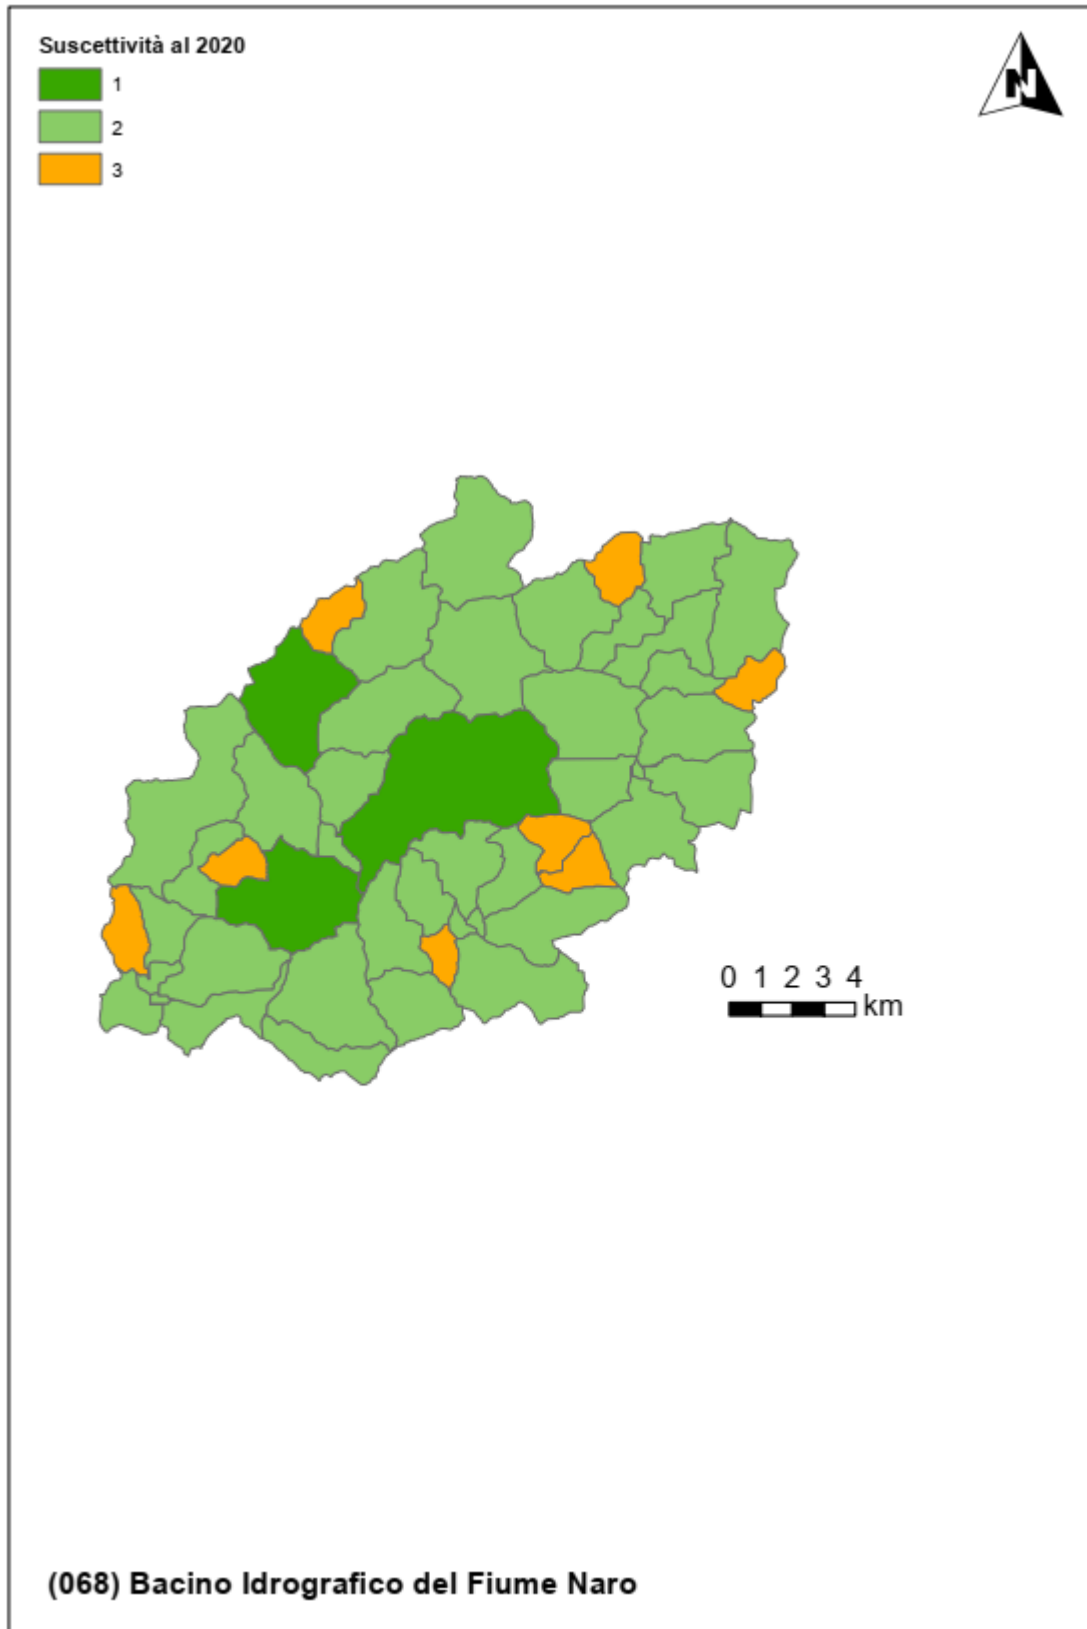 Suscettività al 2020
1
2
3
N
0 1 2 3 4
km
(068) Bacino Idrografico del Fiume Naro